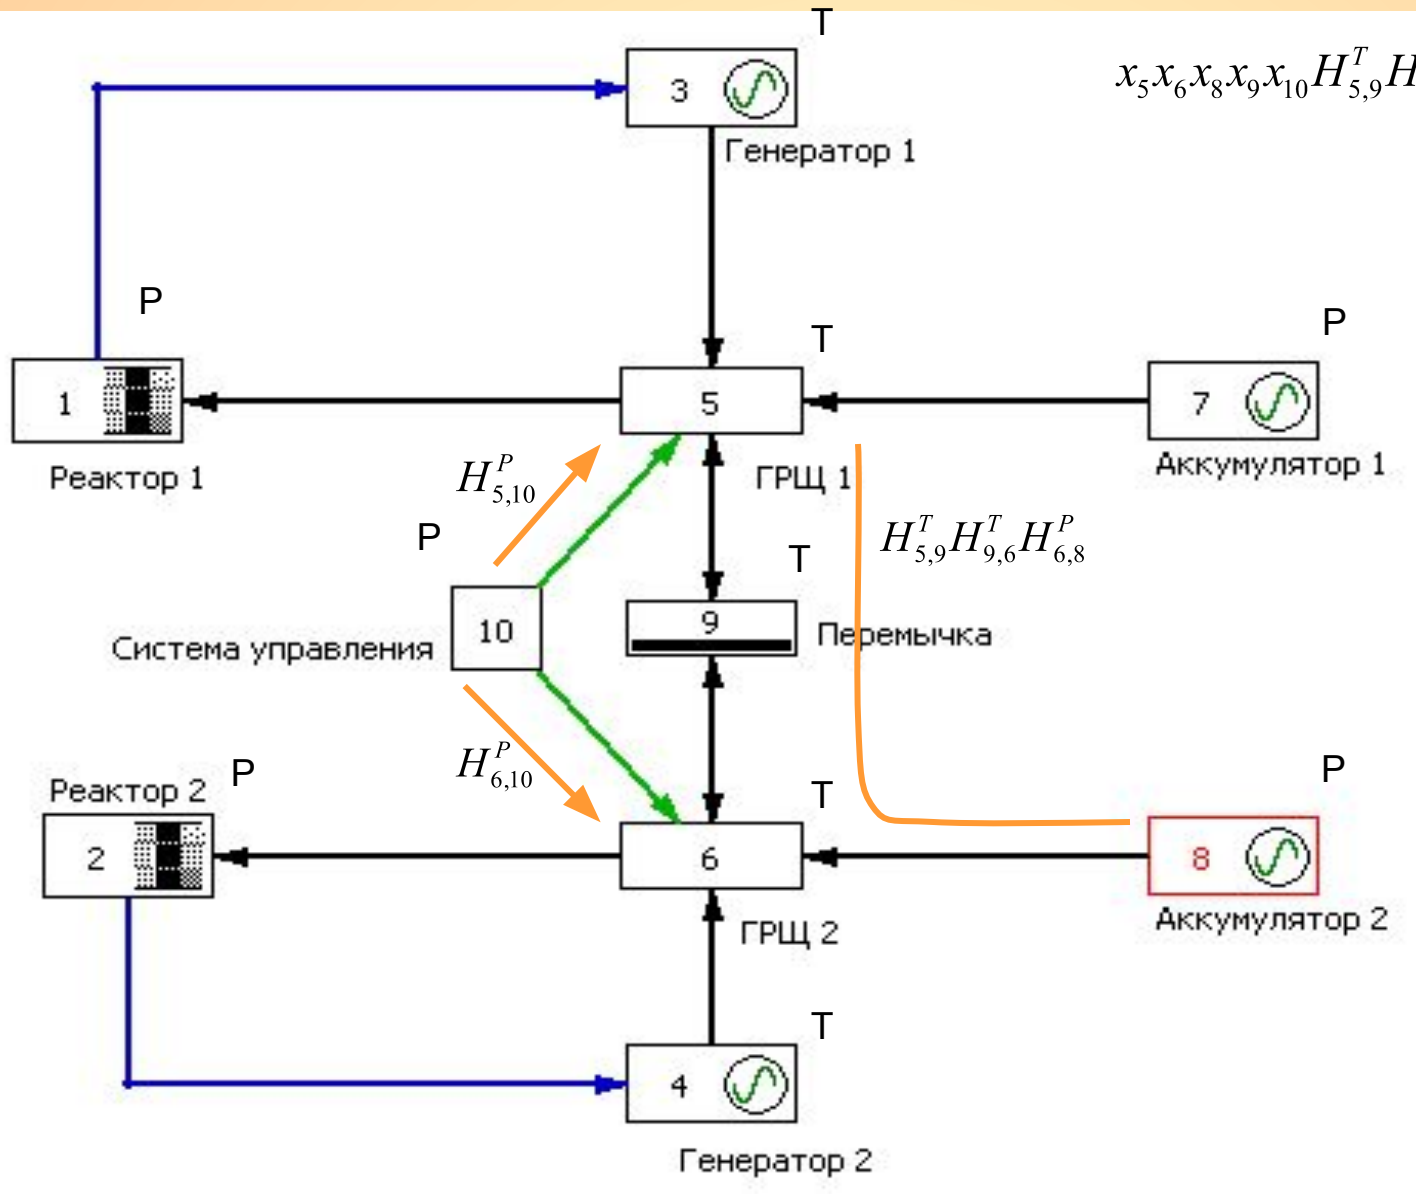 T
3
x₅x₆x₈x₉x₁₀H^T_{5,9}H
Генератор 1
P
T
P
1
5
7
Реактор 1
H^P_{5,10}
ГРЩ 1
Аккумулятор 1
P
T
H^T_{5,9}H^T_{9,6}H^P_{6,8}
10
9
Система управления
Перемычка
H^P_{6,10}
Реактор 2
P
T
P
2
6
8
ГРЩ 2
Аккумулятор 2
T
4
Генератор 2